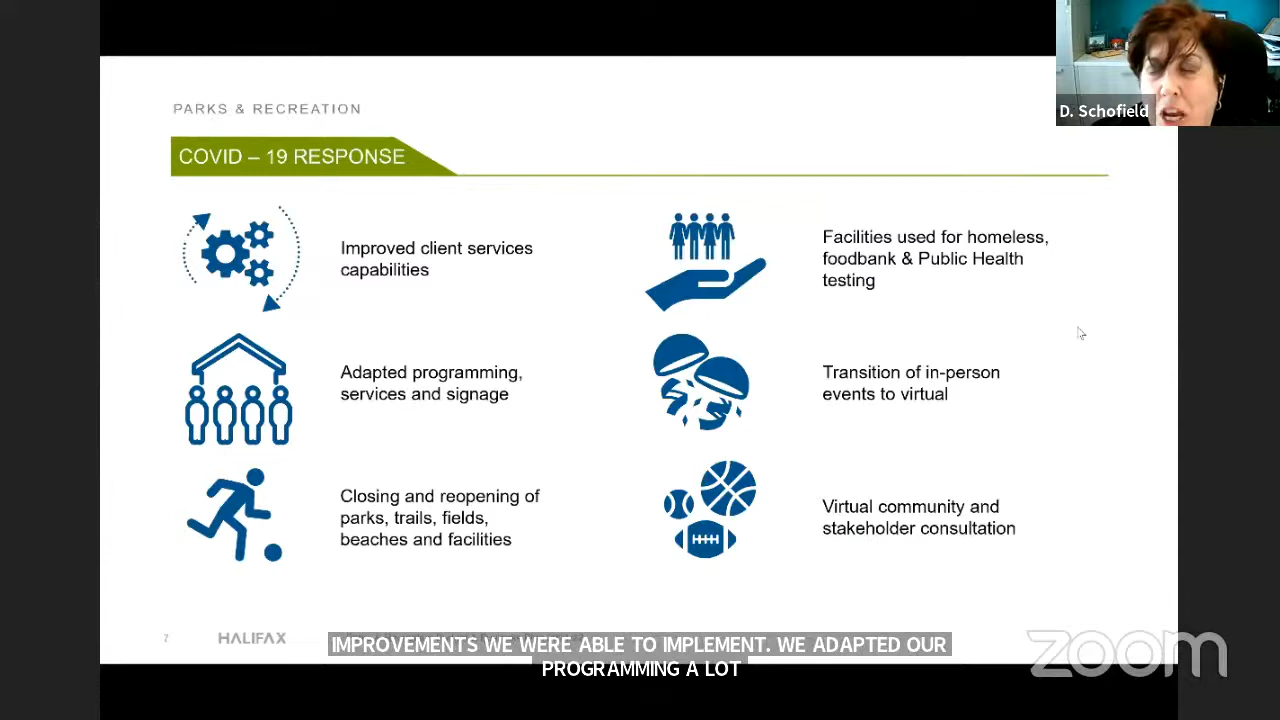 PARKS & RECREATION
COVID – 19 RESPONSE
D. Schofield
Improved client services
capabilities
Facilities used for homeless,
foodbank & Public Health
testing
Adapted programming,
services and signage
Transition of in-person
events to virtual
Closing and reopening of
parks, trails, fields,
beaches and facilities
Virtual community and
stakeholder consultation
7
HALIFAX
IMPROVEMENTS WE WERE ABLE TO IMPLEMENT. WE ADAPTED OUR
PROGRAMMING A LOT
zoom